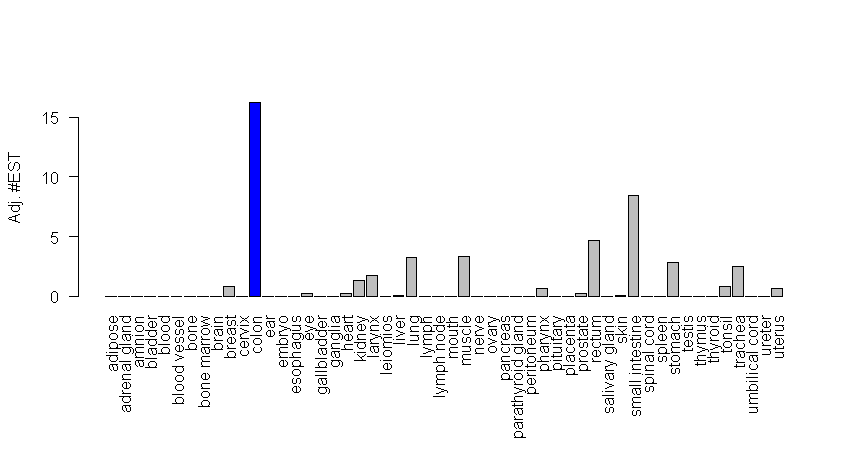 Adj. #EST
15
10
5
0
adipose
adrenal gland
amnion
bladder
blood
blood vessel
bone
bone marrow
brain
breast
cervix
colon
ear
embryo
esophagus
eye
gallbladder
ganglia
heart
kidney
larynx
leiomios
liver
lung
lymph
lymph node
mouth
muscle
nerve
ovary
pancreas
parathyroid gland
peritoneum
pharynx
pituitary
placenta
prostate
rectum
salivary gland
skin
small intestine
spinal cord
spleen
stomach
testis
thymus
thyroid
tonsil
trachea
umbilical cord
ureter
uterus